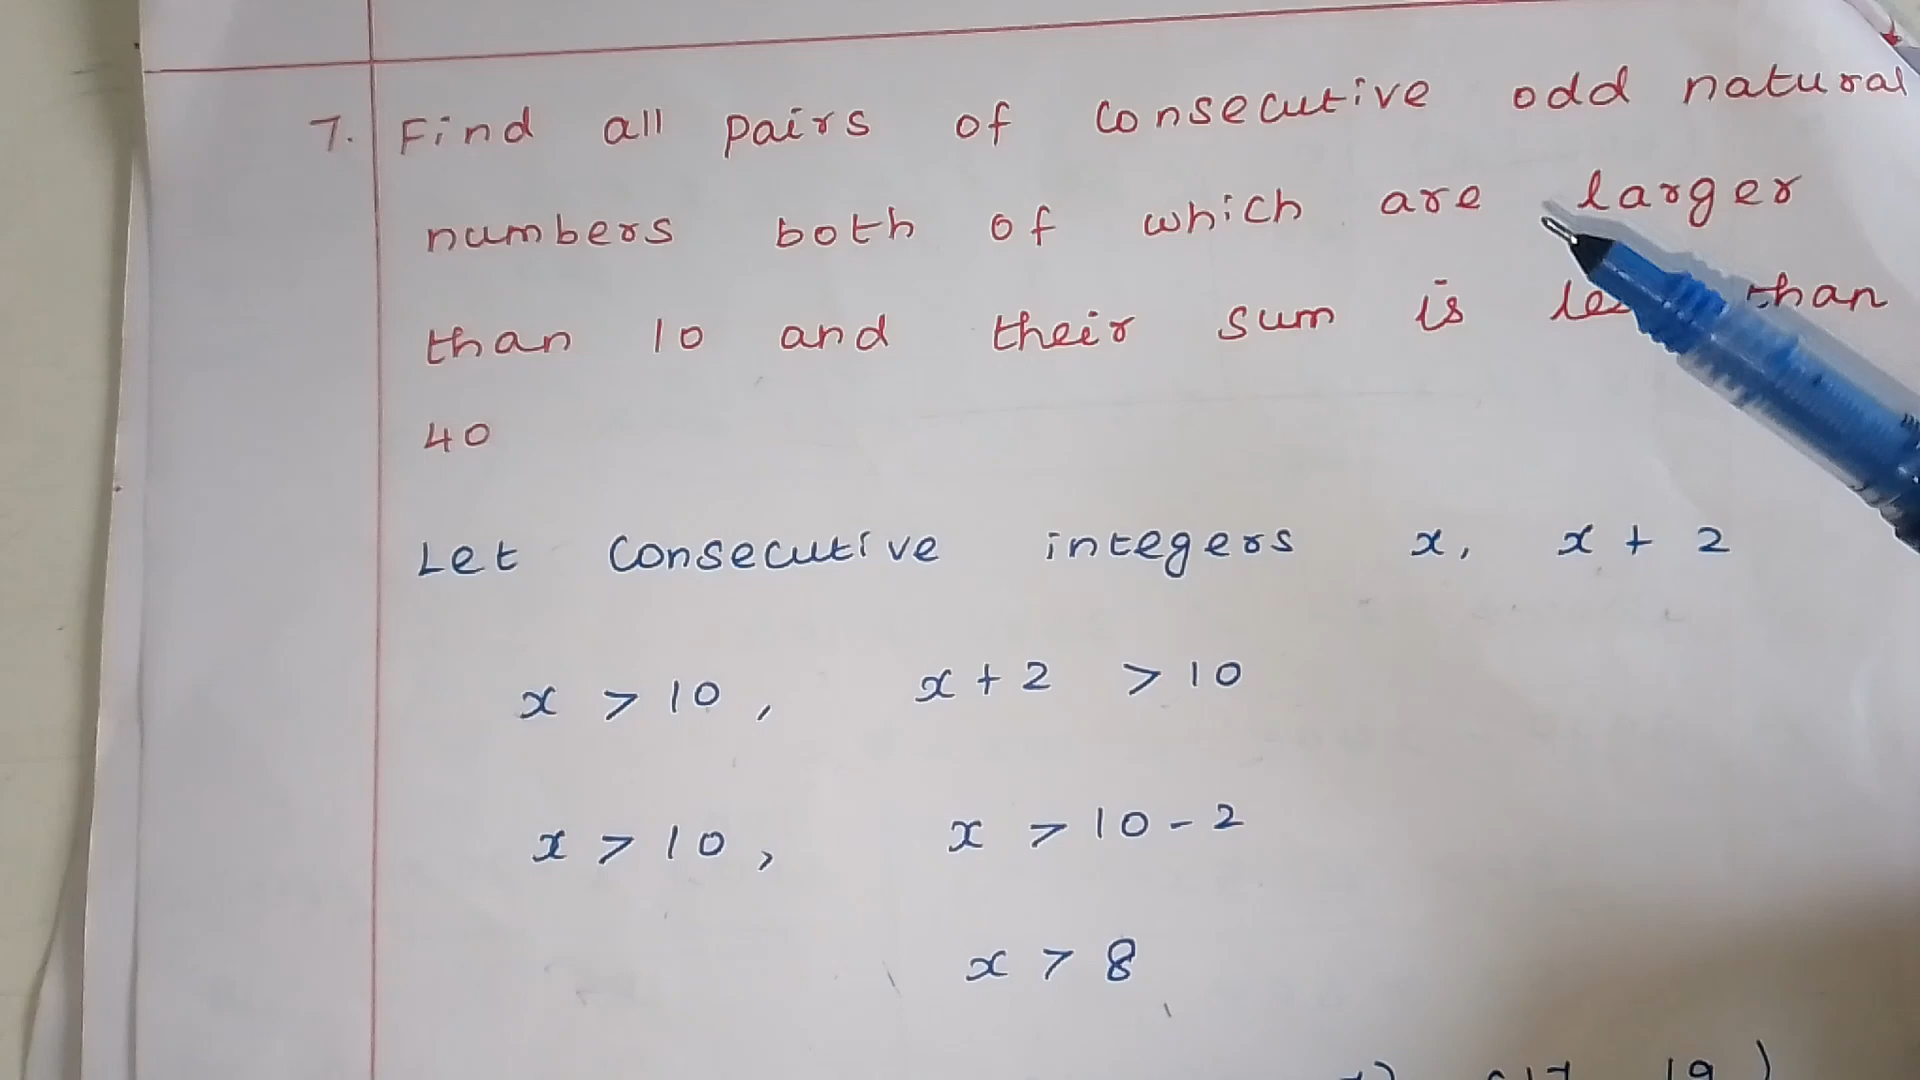 7. Find all pairs of consecutive odd natural
numbers both of which are larger
than 10 and their sum is than
40
Let consecutive integers x, x + 2
x > 10, x + 2 > 10
x > 10, x > 10 - 2
x > 8
19)